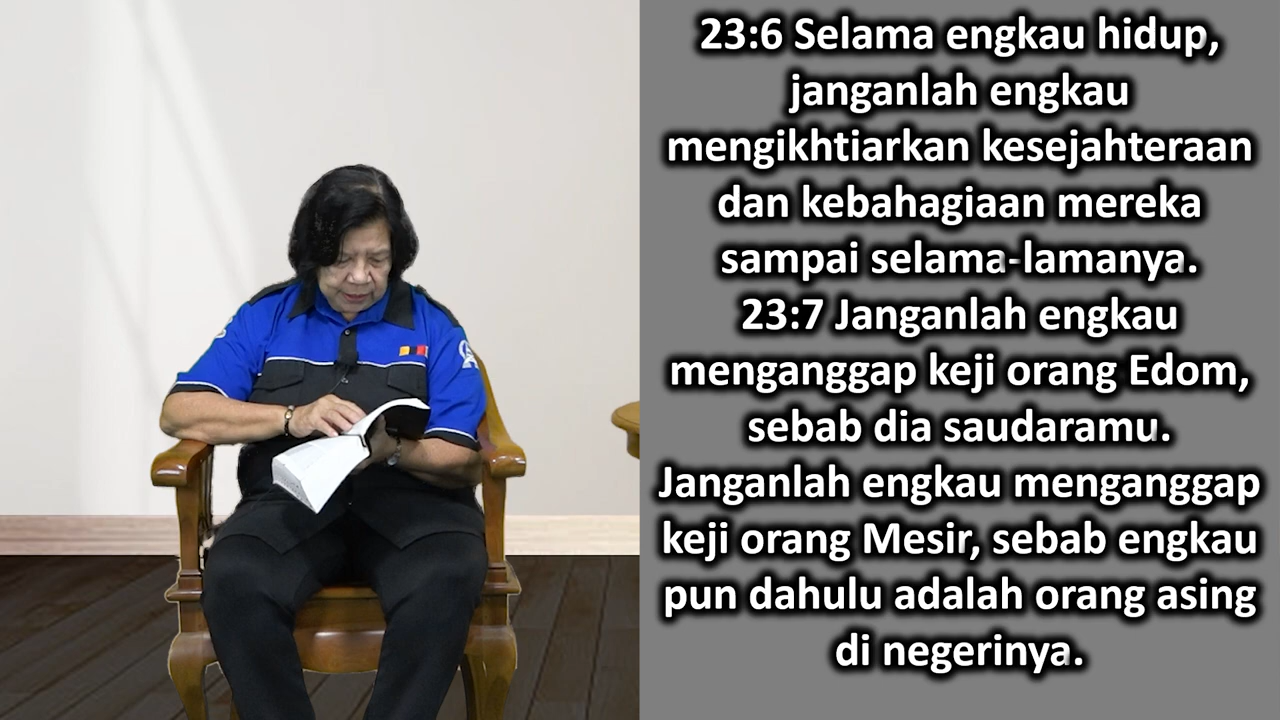 23:6 Selama engkau hidup,
janganlah engkau
mengikhtiarkan kesejahteraan
dan kebahagiaan mereka
sampai selama-lamanya.
23:7 Janganlah engkau
menganggap keji orang Edom,
sebab dia saudaramu.
Janganlah engkau menganggap
keji orang Mesir, sebab engkau
pun dahulu adalah orang asing
di negerinya.